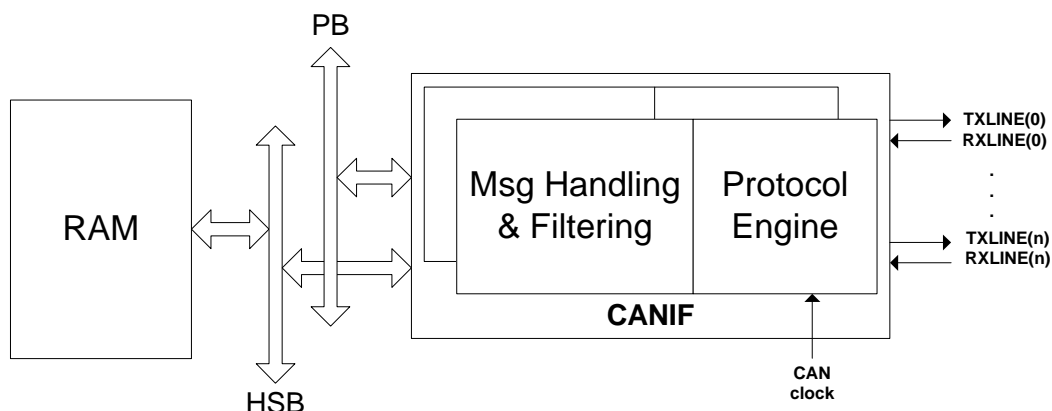 PB
RAM
Msg Handling
& Filtering
Protocol
Engine
CANIF
TXLINE(0)
RXLINE(0)
.
.
.
TXLINE(n)
RXLINE(n)
CAN
clock
HSB